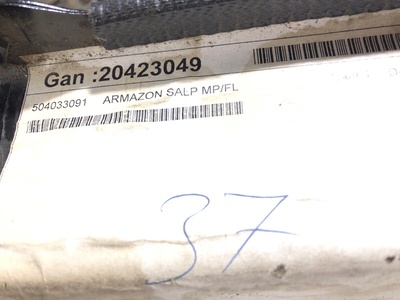 Gan :20423049
504033091 ARMAZON SALP MP/FL
37